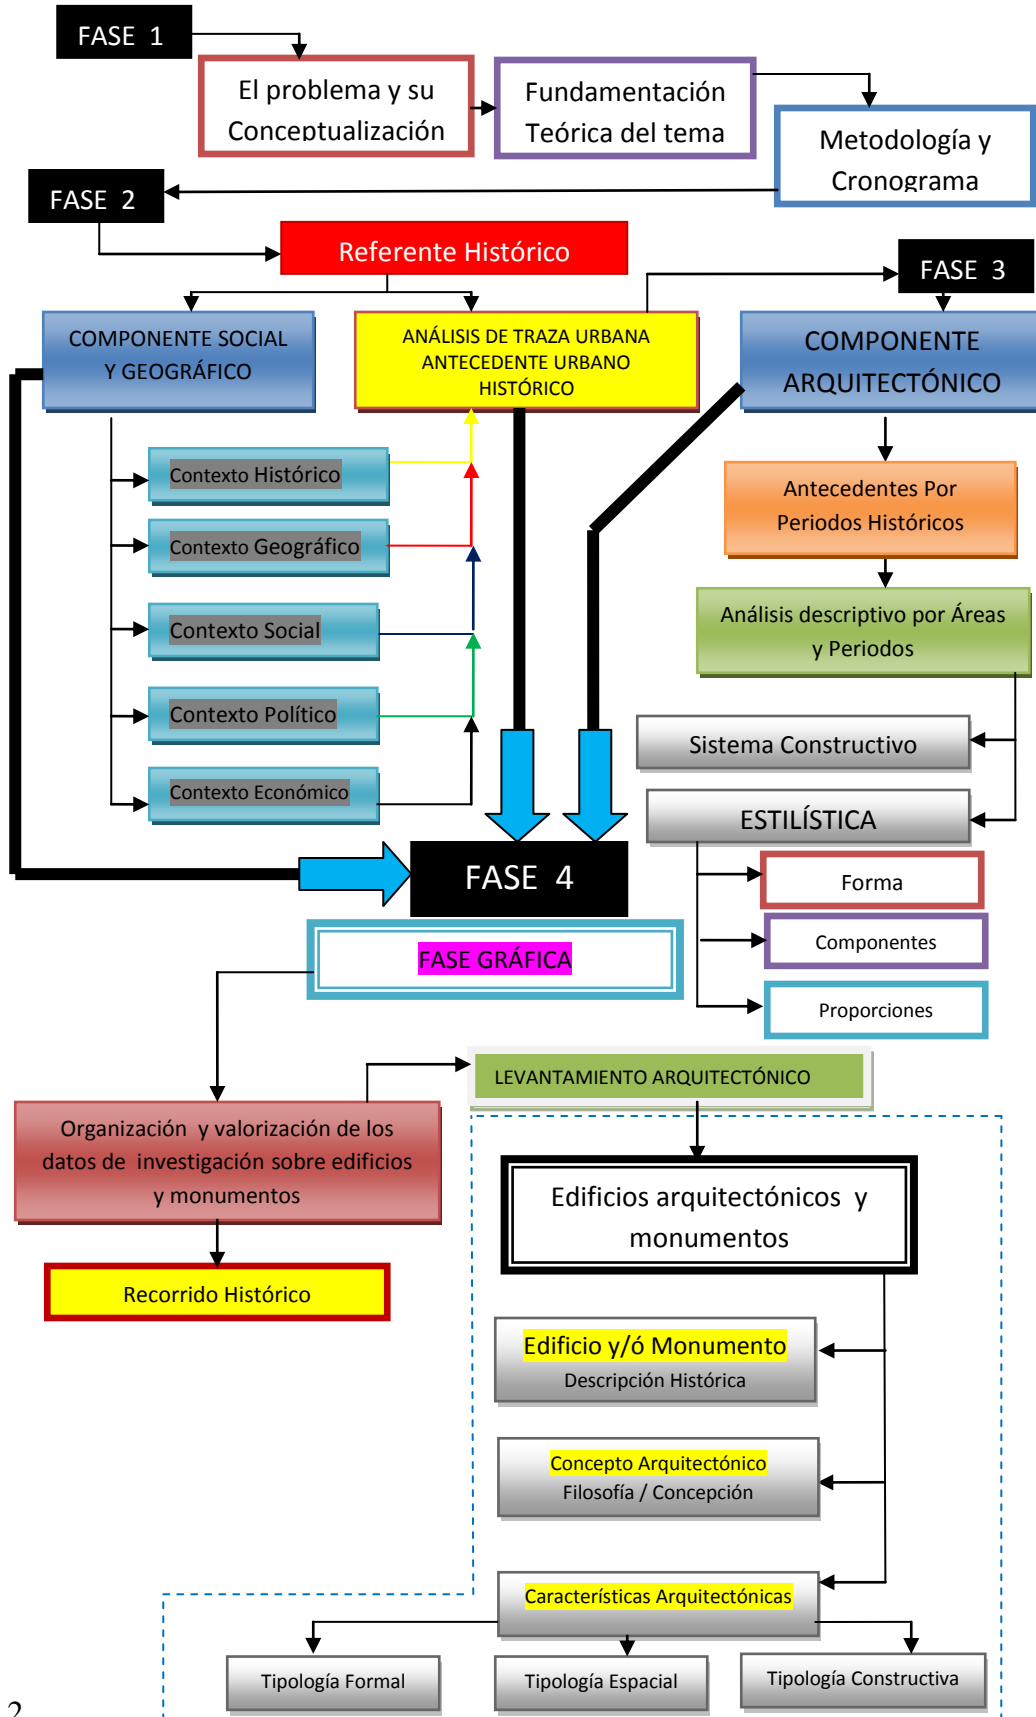 FASE 1
El problema y su
Conceptualización
Fundamentación
Teórica del tema
Metodología y
Cronograma
FASE 2
Referente Histórico
FASE 3
COMPONENTE SOCIAL
Y GEOGRÁFICO
ANÁLISIS DE TRAZA URBANA
ANTECEDENTE URBANO
HISTÓRICO
COMPONENTE
ARQUITECTÓNICO
Contexto Histórico
Contexto Geográfico
Contexto Social
Contexto Político
Contexto Económico
Antecedentes Por
Periodos Históricos
Análisis descriptivo por Áreas
y Periodos
Sistema Constructivo
ESTILÍSTICA
Forma
Componentes
Proporciones
FASE 4
FASE GRÁFICA
LEVANTAMIENTO ARQUITECTÓNICO
Organización y valorización de los
datos de investigación sobre edificios
y monumentos
Recorrido Histórico
Edificios arquitectónicos y
monumentos
Edificio y/ó Monumento
Descripción Histórica
Concepto Arquitectónico
Filosofía / Concepción
Características Arquitectónicas
Tipología Formal
Tipología Espacial
Tipología Constructiva
2